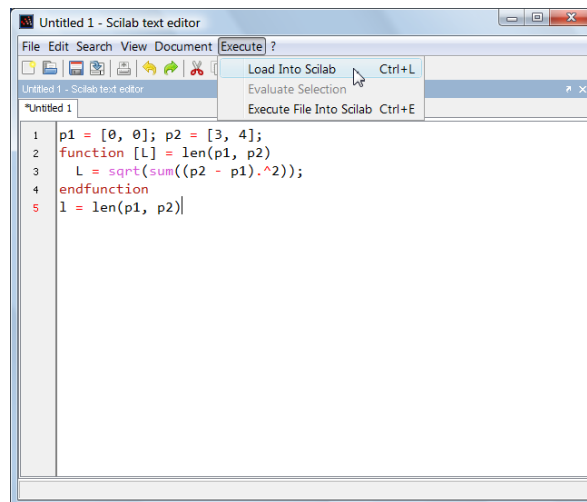 Untitled 1 - Scilab text editor
File Edit Search View Document Execute ?
Load Into Scilab Ctrl+L
Evaluate Selection
Execute File Into Scilab Ctrl+E
Untitled 1 - Scilab text editor
*Untitled 1
1 p1 = [0, 0]; p2 = [3, 4];
2 function [L] = len(p1, p2)
3 L = sqrt(sum((p2 - p1).^2));
4 endfunction
5 l = len(p1, p2)